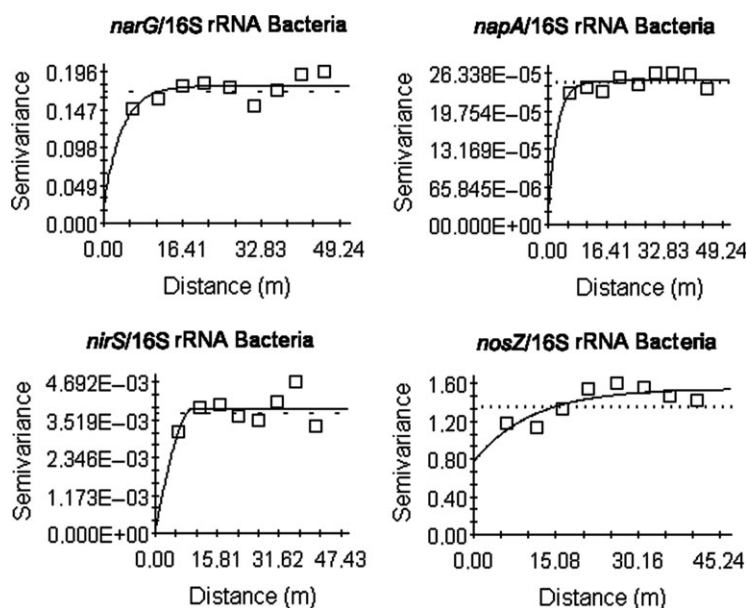 narG/16S rRNA Bacteria
Semivariance
0.196
0.147
0.098
0.049
0.000
0.00 16.41 32.83 49.24
Distance (m)
napA/16S rRNA Bacteria
Semivariance
26.338E-05
19.754E-05
13.169E-05
65.845E-06
00.000E+00
0.00 16.41 32.83 49.24
Distance (m)
nirS/16S rRNA Bacteria
Semivariance
4.692E-03
3.519E-03
2.346E-03
1.173E-03
0.000E+00
0.00 15.81 31.62 47.43
Distance (m)
nosZ/16S rRNA Bacteria
Semivariance
1.60
1.20
0.80
0.40
0.00
0.00 15.08 30.16 45.24
Distance (m)